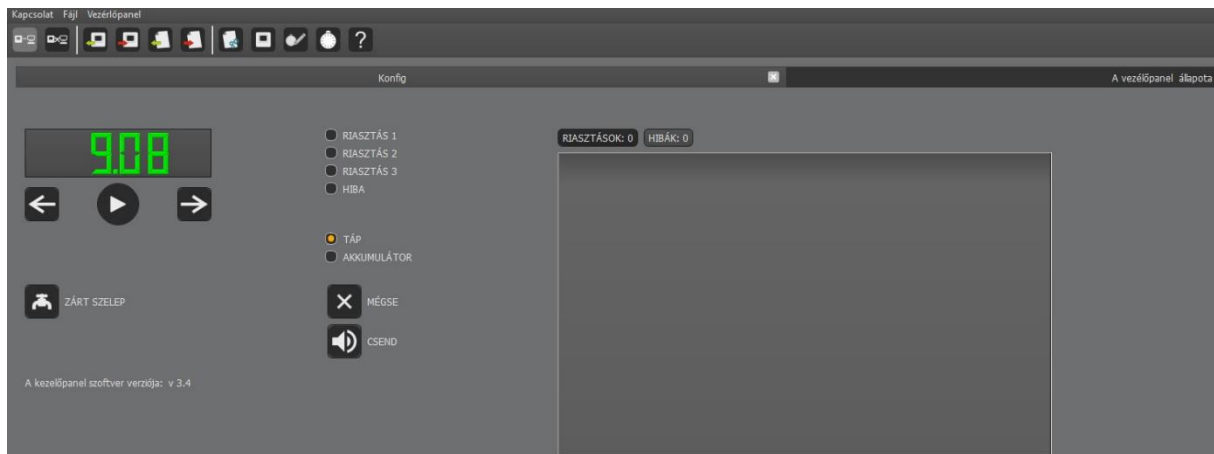 Kapcsolat Fájl Vezérlőpanel
?
Konfig
A vezélőpanel állapota
9.08
RIASZTÁS 1
RIASZTÁS 2
RIASZTÁS 3
HIBA
TÁP
AKKUMULÁTOR
ZÁRT SZELEP
MÉGSE
CSEND
A kezelőpanel szoftver verziója: v 3.4
RIASZTÁSOK: 0 HIBÁK: 0